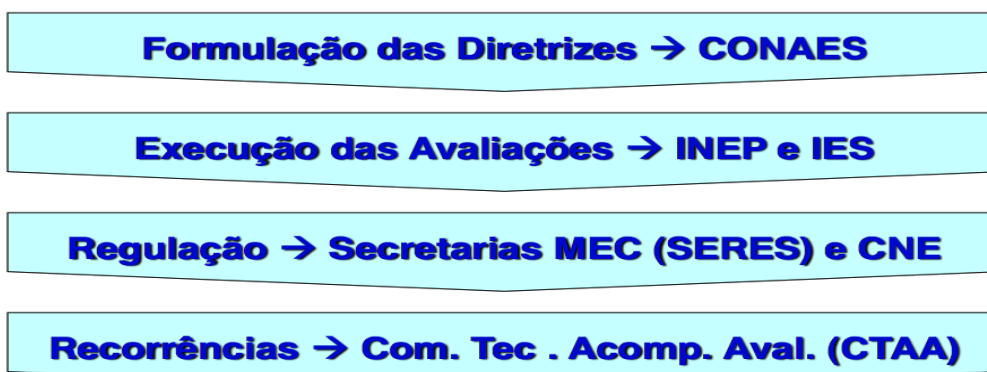 Formulação das Diretrizes → CONAES
Execução das Avaliações → INEP e IES
Regulação → Secretarias MEC (SERES) e CNE
Recorrências → Com. Tec . Acomp. Aval. (CTAA)